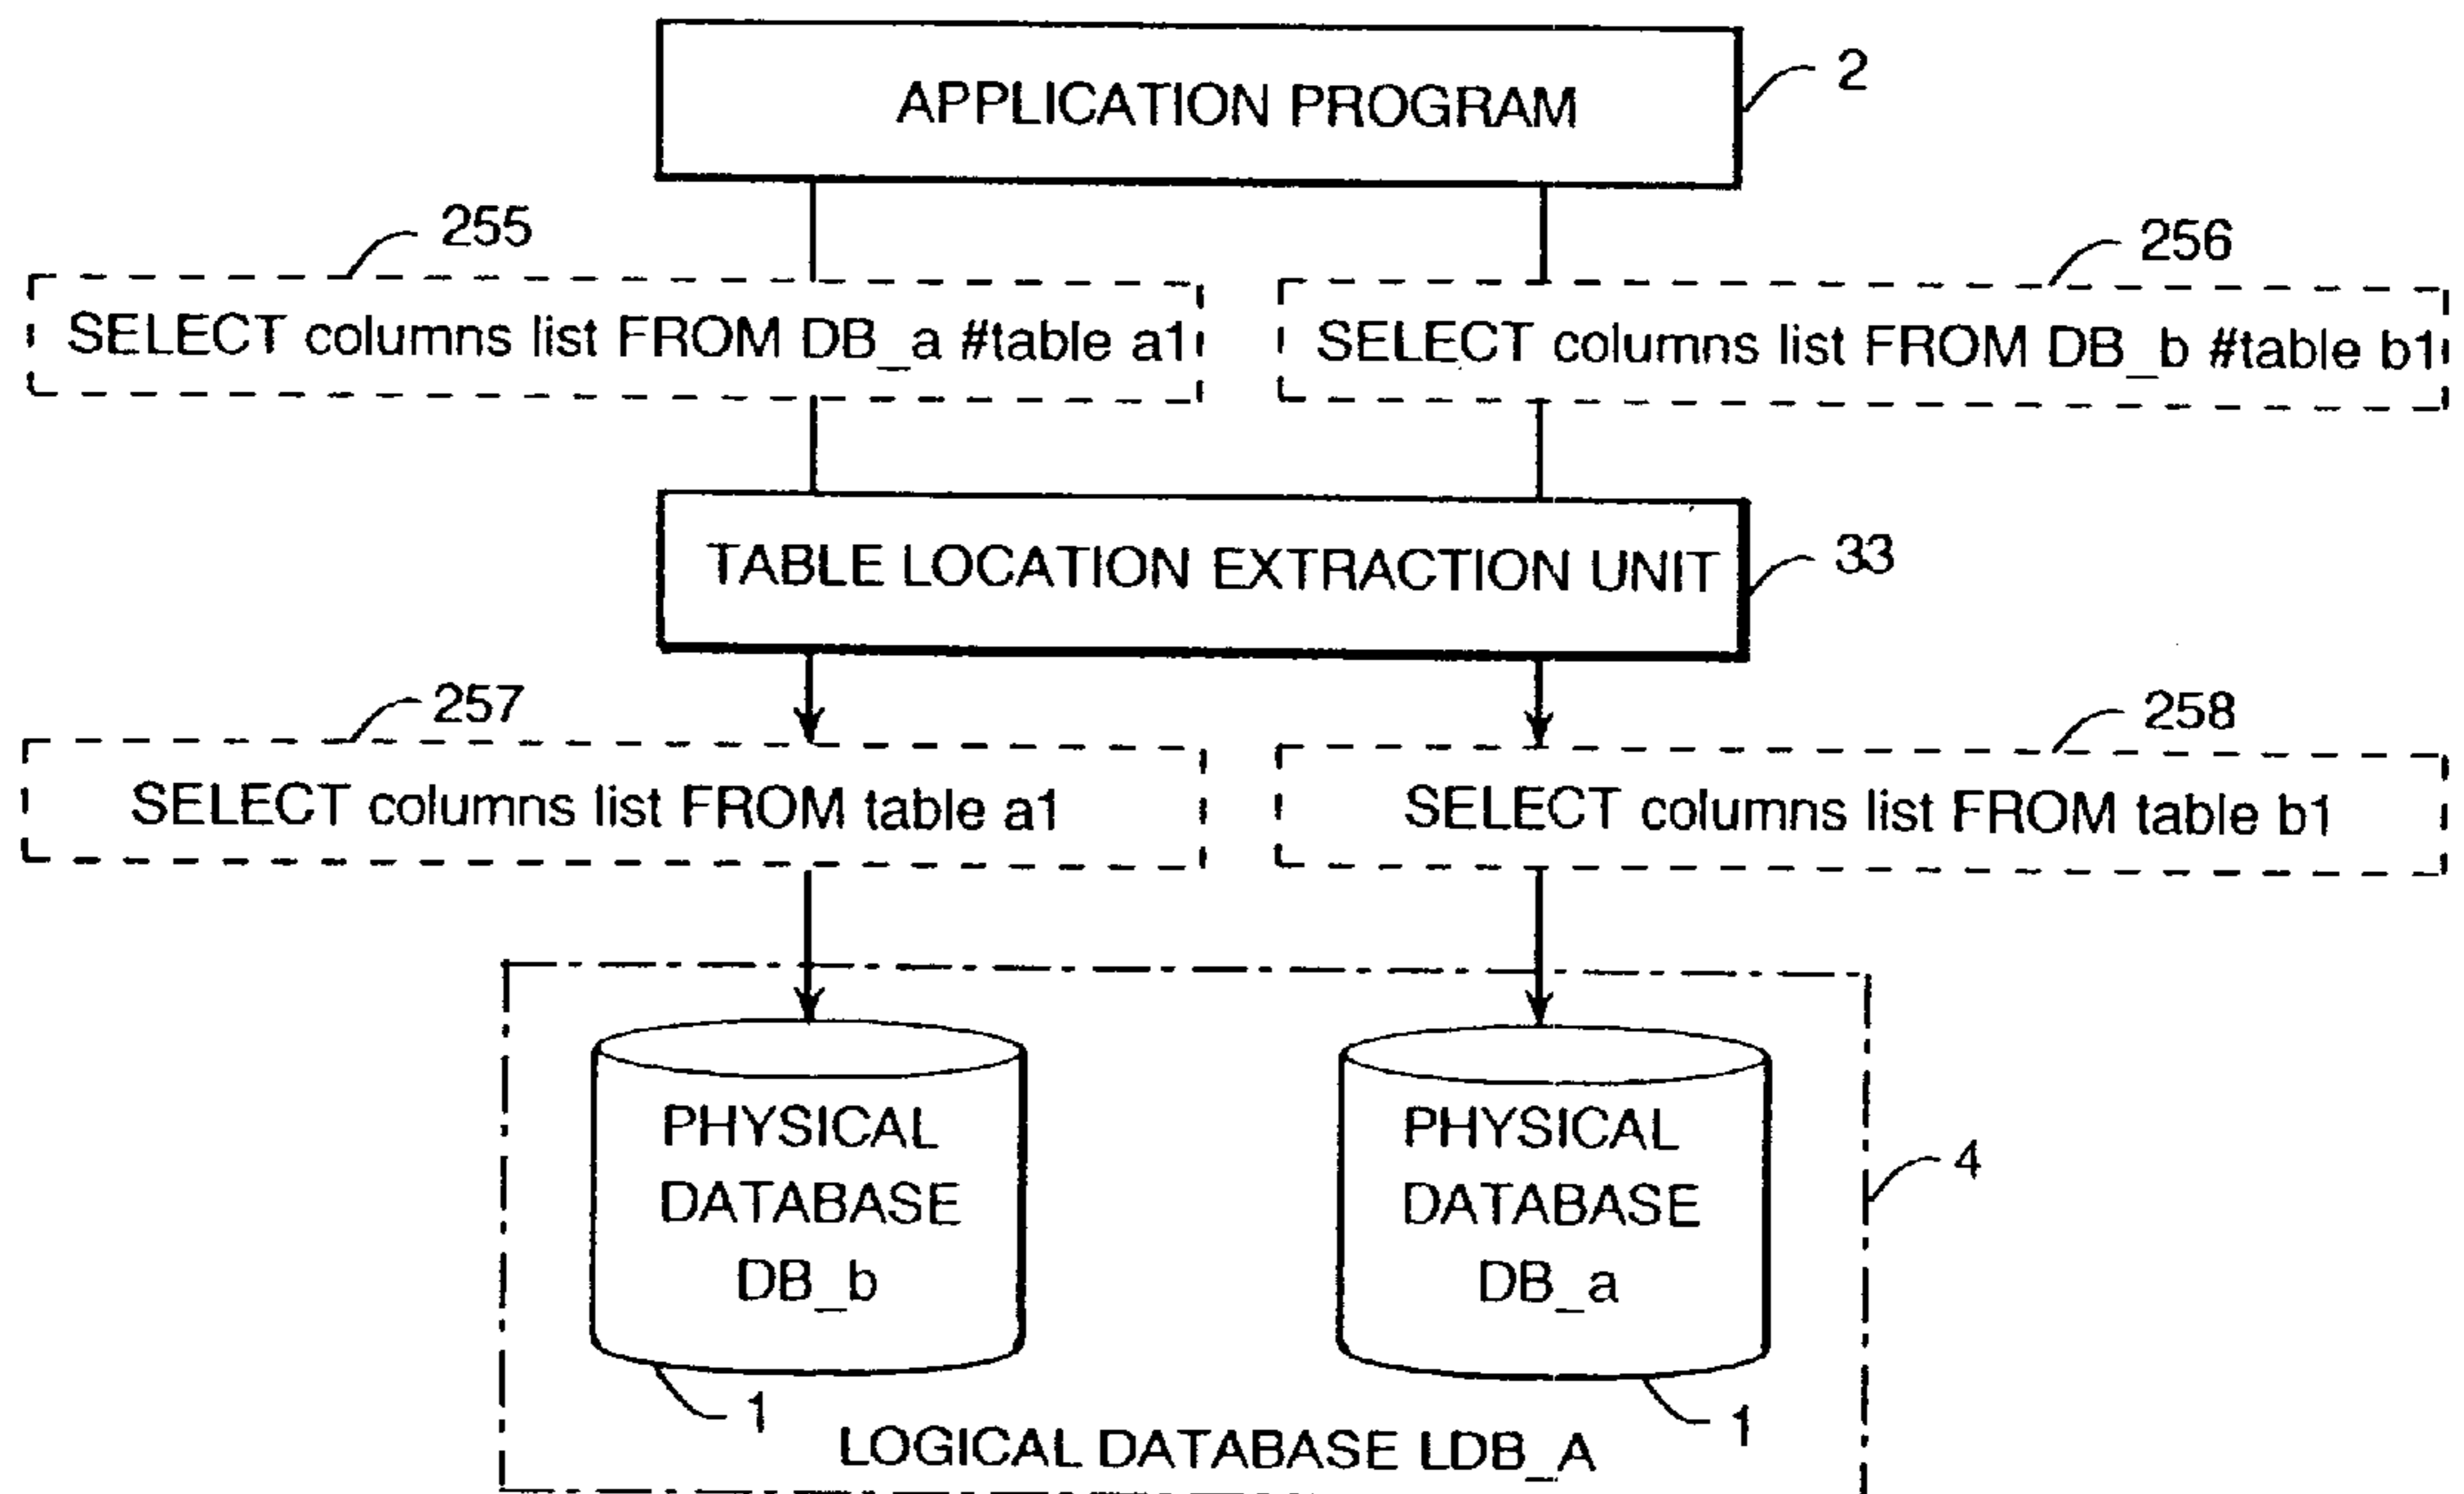 APPLICATION PROGRAM
2
255
256
SELECT columns list FROM DB_a #table a1
SELECT columns list FROM DB_b #table b1
TABLE LOCATION EXTRACTION UNIT
33
257
258
SELECT columns list FROM table a1
SELECT columns list FROM table b1
PHYSICAL
DATABASE
DB_b
PHYSICAL
DATABASE
DB_a
4
1
1
LOGICAL DATABASE LDB_A